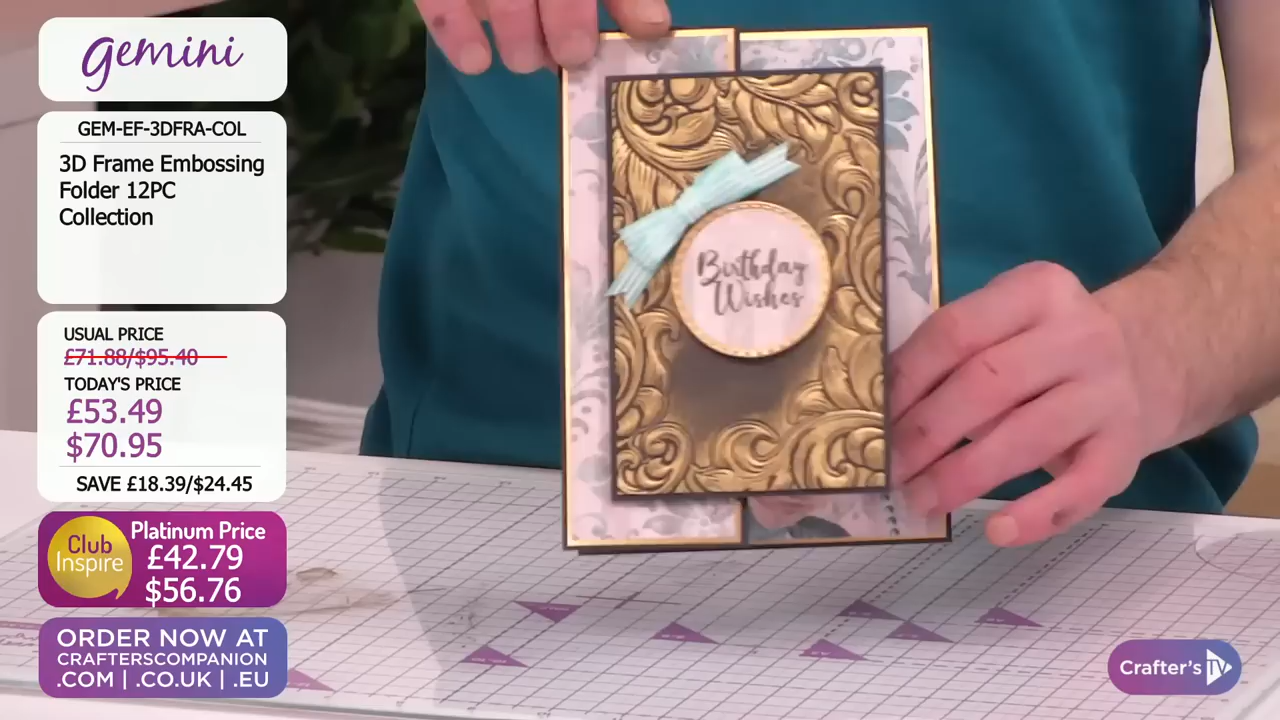 gemini
GEM-EF-3DFRA-COL
3D Frame Embossing
Folder 12PC
Collection
USUAL PRICE
£71.88/$95.40
TODAY'S PRICE
£53.49
$70.95
SAVE £18.39/$24.45
Club
Inspire
Platinum Price
£42.79
$56.76
ORDER NOW AT
CRAFTERSCOMPANION
.COM | .CO.UK | .EU
Birthday
Wishes
Crafter's TV